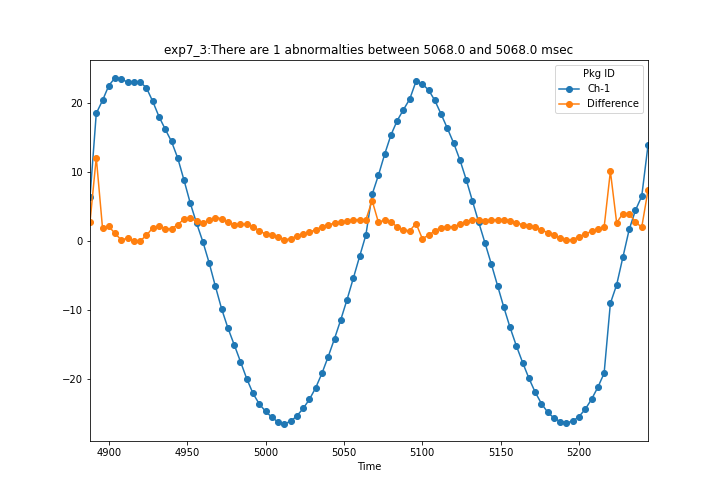 exp7_3:There are 1 abnormalties between 5068.0 and 5068.0 msec
Pkg ID
Ch-1
Difference
20
10
0
−10
−20
4900 4950 5000 5050 5100 5150 5200
Time